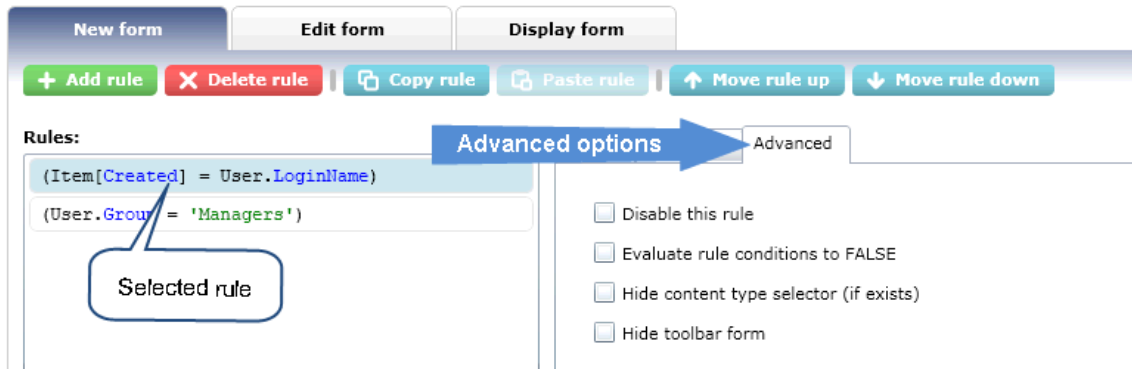 New form Edit form Display form
Add rule Delete rule Copy rule Paste rule Move rule up Move rule down
Rules:
Advanced options
Advanced
(Item[Created] = User.LoginName)
(User.Group = 'Managers')
Selected rule
Disable this rule
Evaluate rule conditions to FALSE
Hide content type selector (if exists)
Hide toolbar form